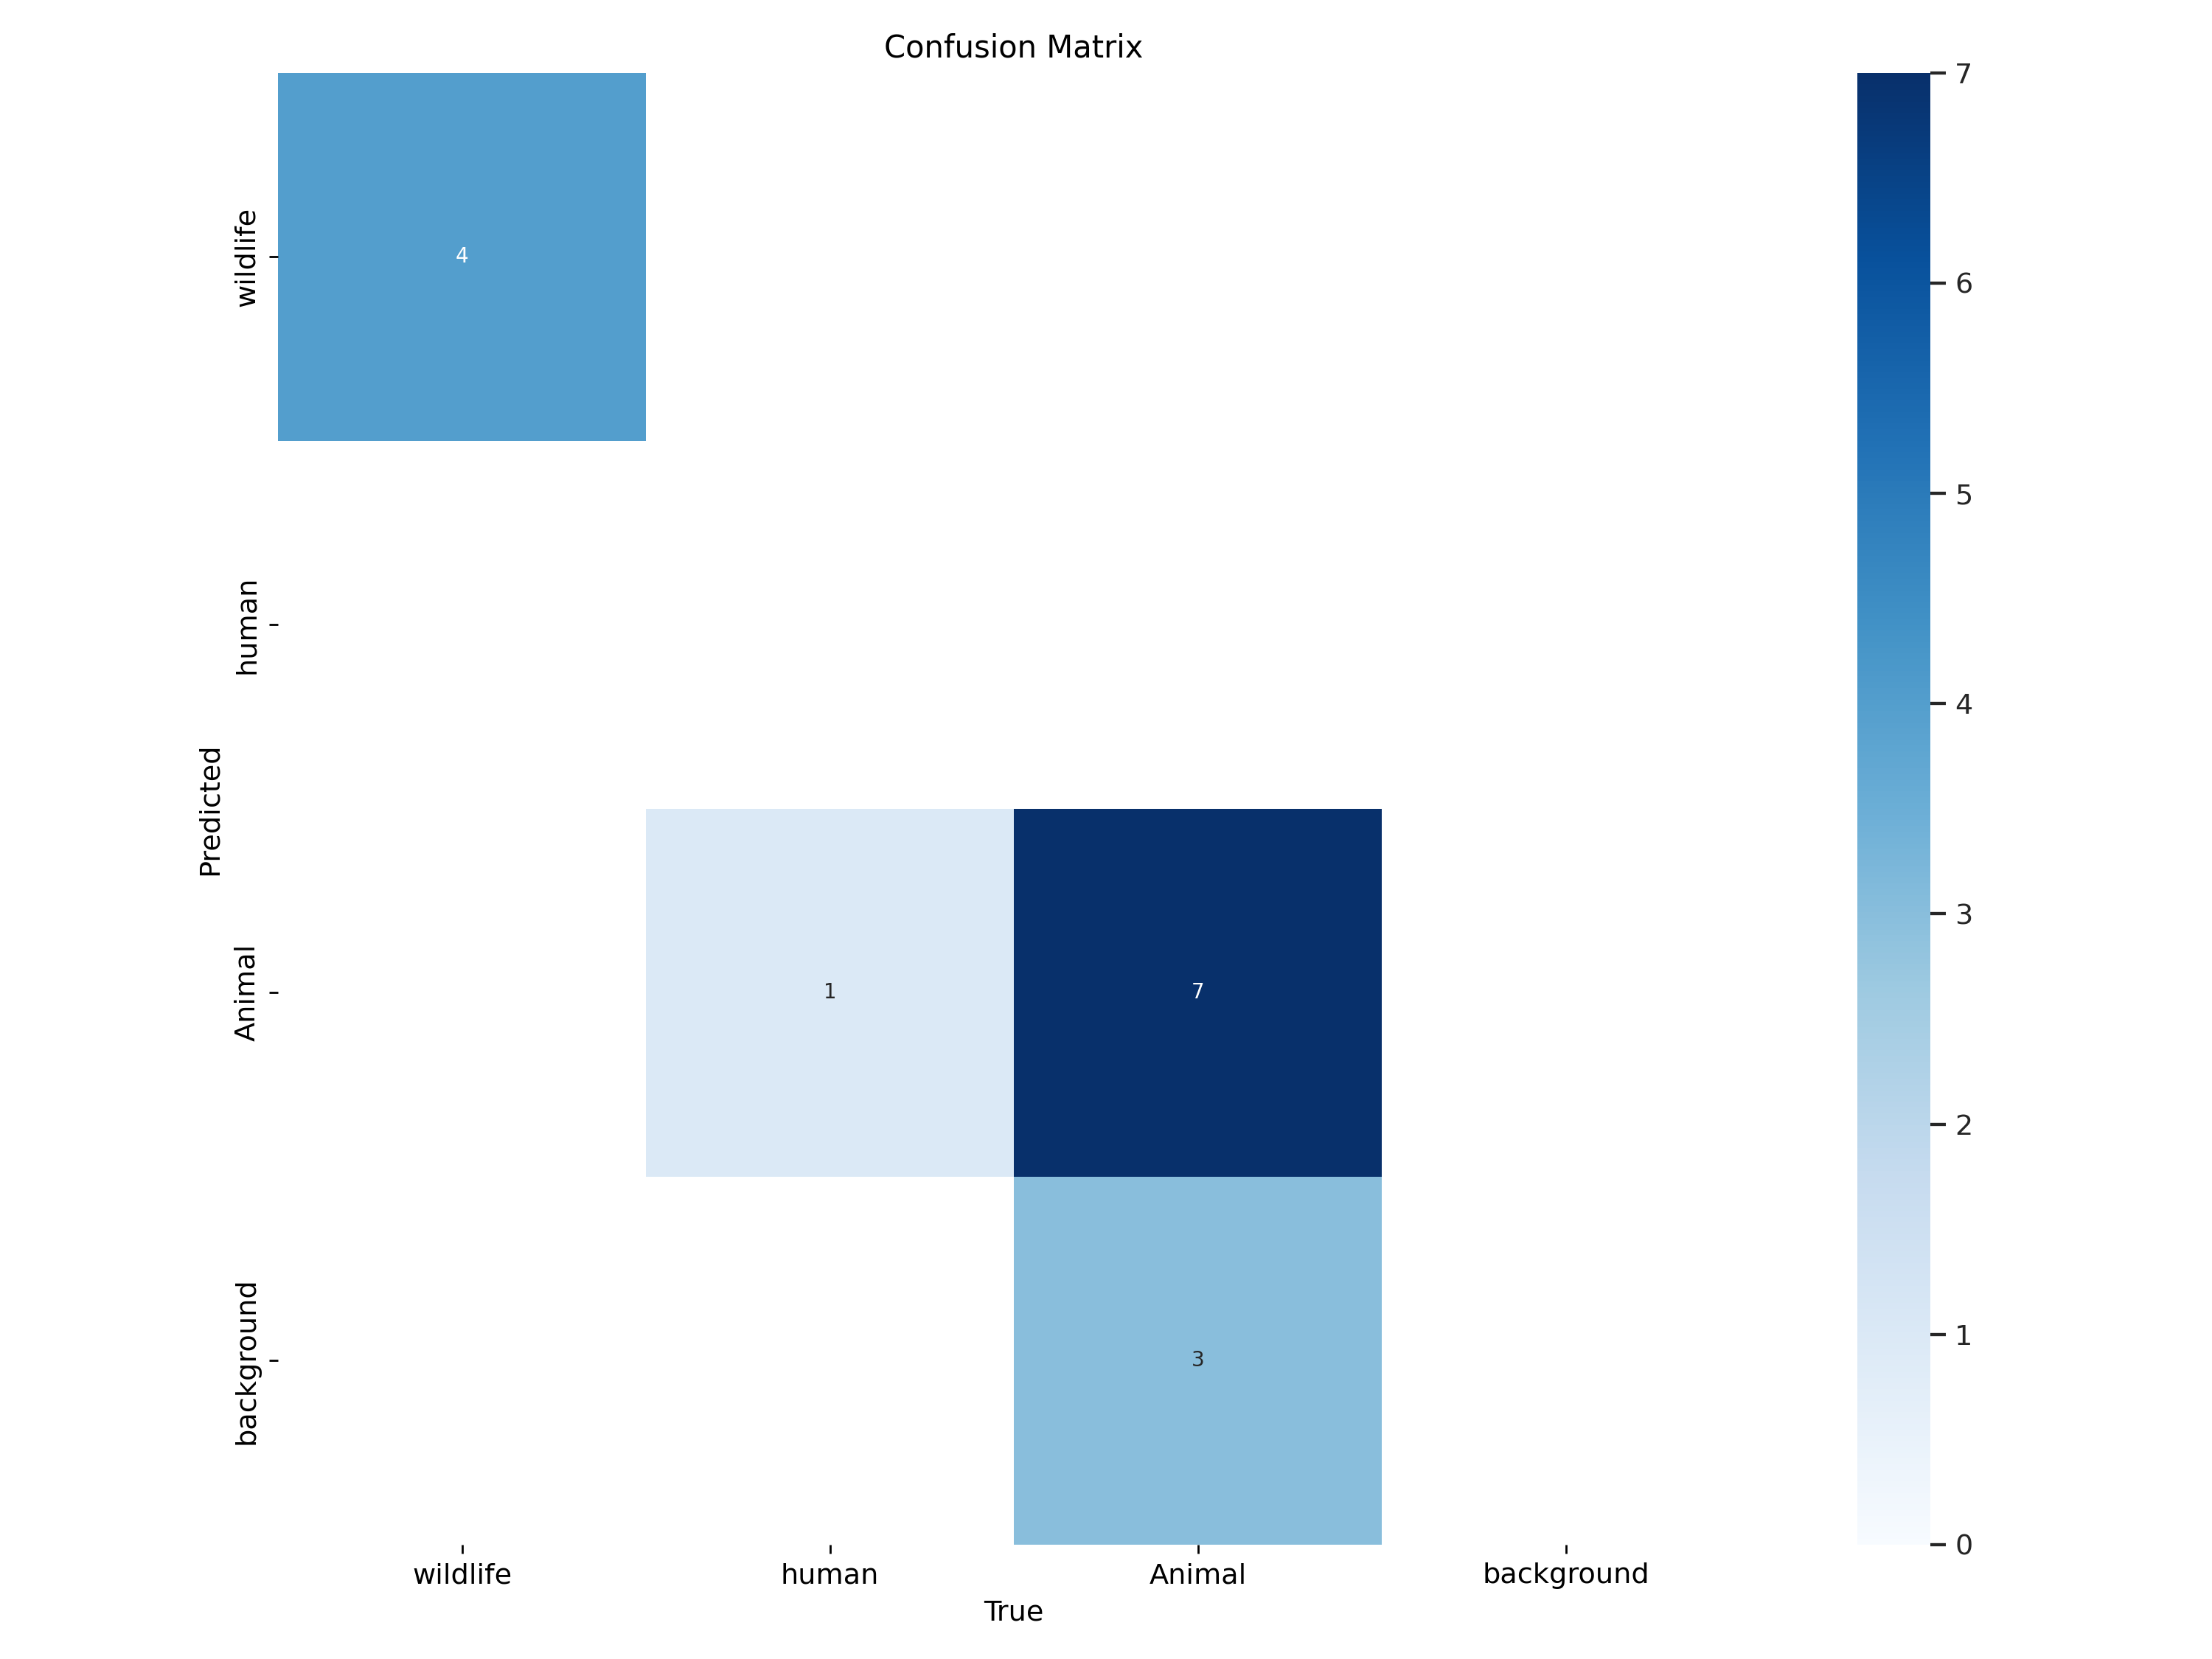 Confusion Matrix
wildlife
human
Animal
background
Predicted
4
1
7
3
wildlife
human
Animal
background
True
7
6
5
4
3
2
1
0